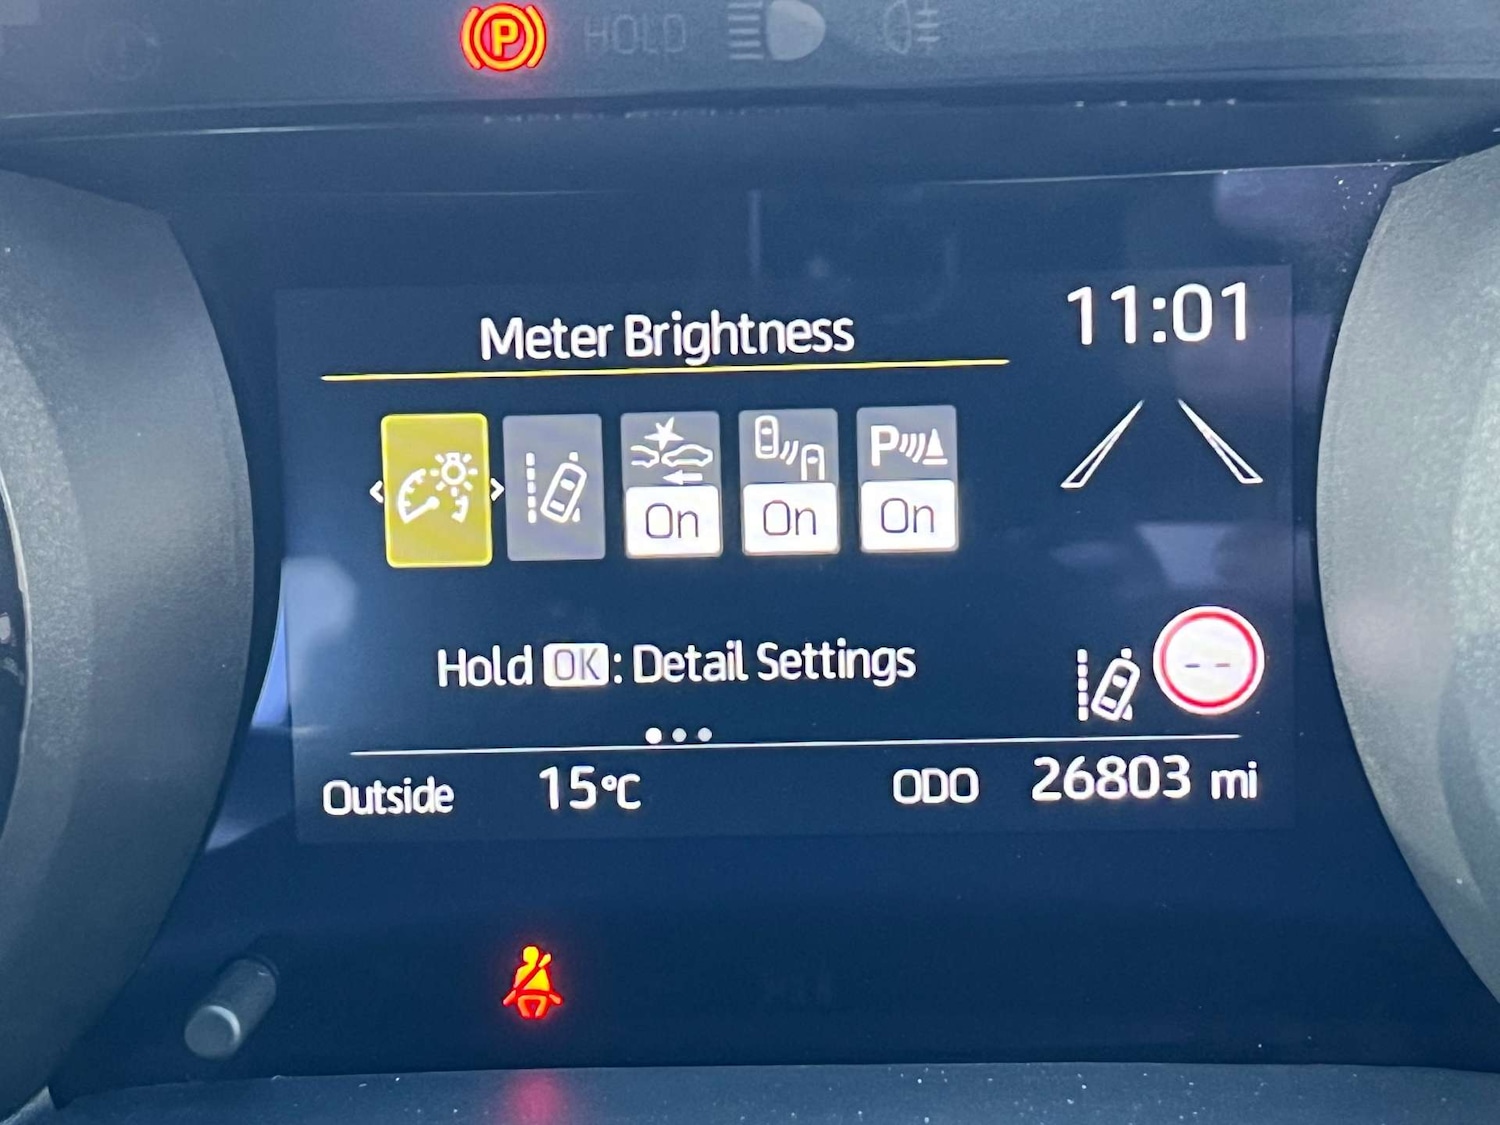 P HOLD
Meter Brightness 11:01
P
On On On
Hold OK: Detail Settings
-- 
Outside 15°C ODO 26803 mi